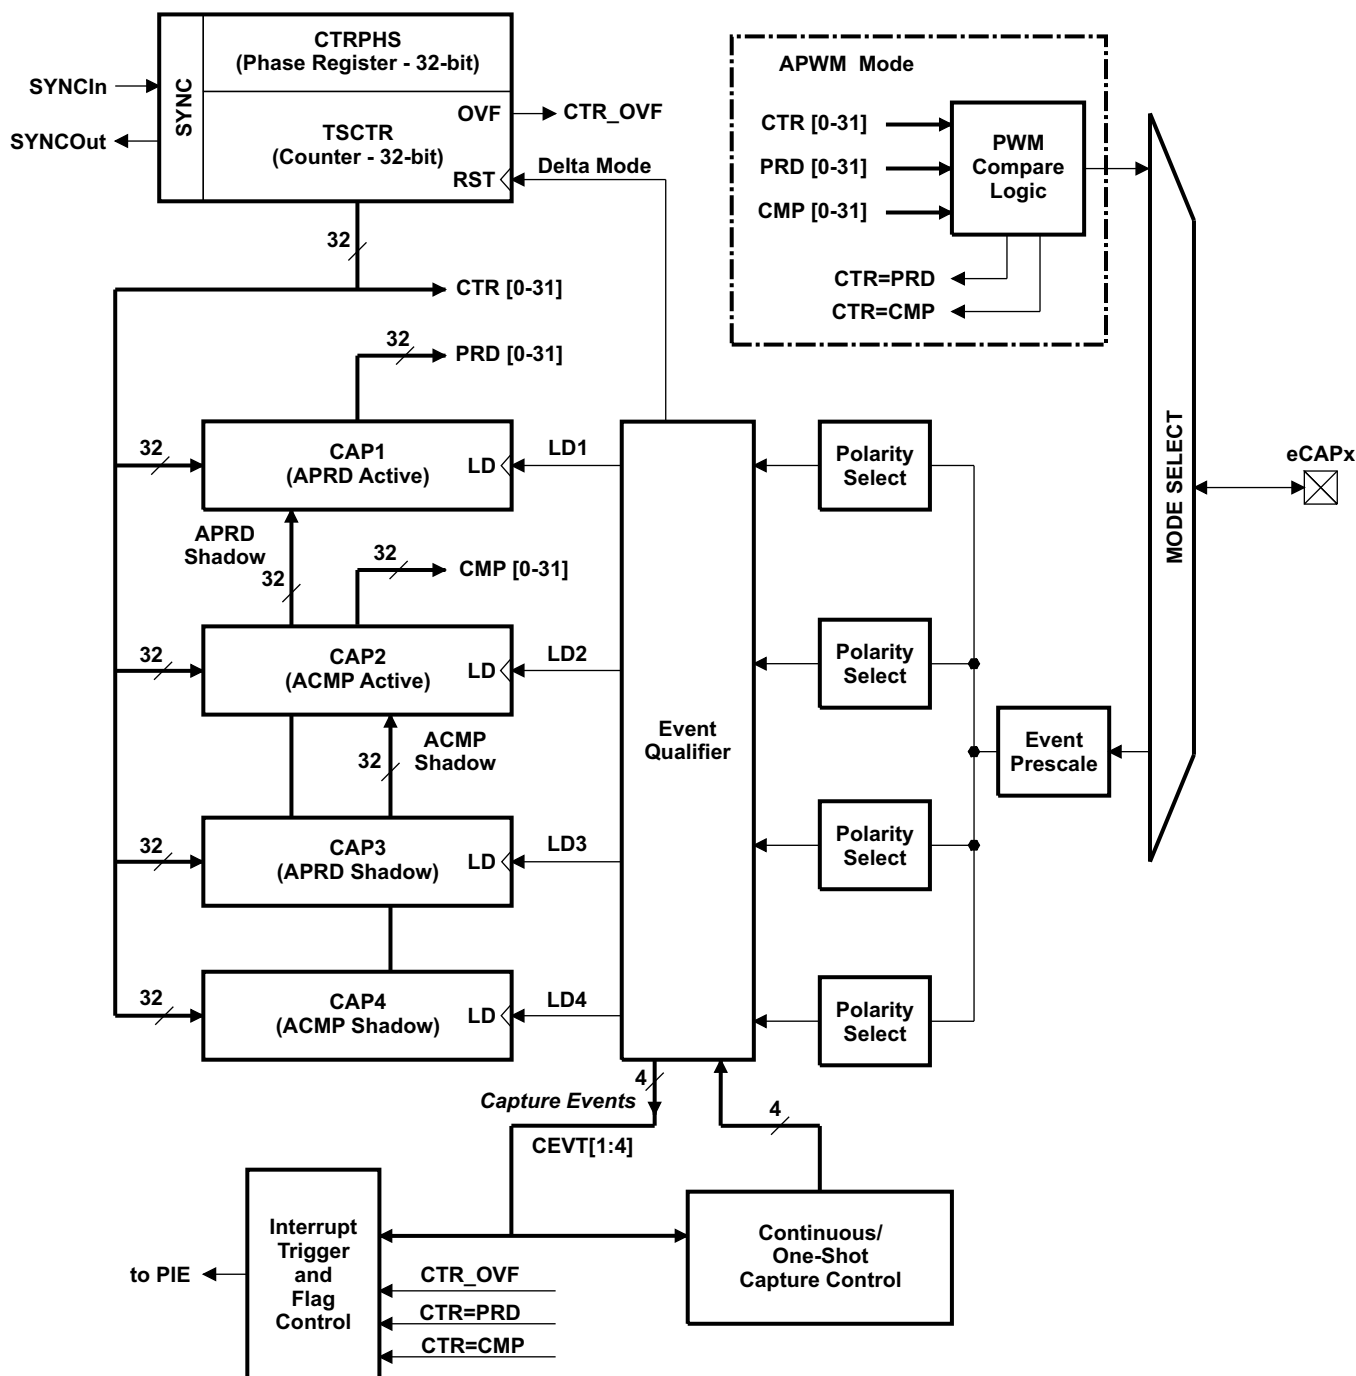 CTRPHS
(Phase Register - 32-bit)
SYNC
SYNCIn
SYNCOut
OVF
CTR_OVF
TSCTR
(Counter - 32-bit)
RST
Delta Mode
APWM Mode
CTR [0-31]
PRD [0-31]
CMP [0-31]
PWM
Compare
Logic
CTR=PRD
CTR=CMP
32
CTR [0-31]
32
PRD [0-31]
32
CAP1
(APRD Active)
LD
LD1
Polarity
Select
MODE SELECT
eCAPx
APRD
Shadow
32
32
CMP [0-31]
32
CAP2
(ACMP Active)
LD
LD2
Polarity
Select
Event
Qualifier
Event
Prescale
32
ACMP
Shadow
32
CAP3
(APRD Shadow)
LD
LD3
Polarity
Select
32
CAP4
(ACMP Shadow)
LD
LD4
Polarity
Select
4
Capture Events
CEVT[1:4]
4
Interrupt
Trigger
and
Flag
Control
to PIE
CTR_OVF
CTR=PRD
CTR=CMP
Continuous/
One-Shot
Capture Control